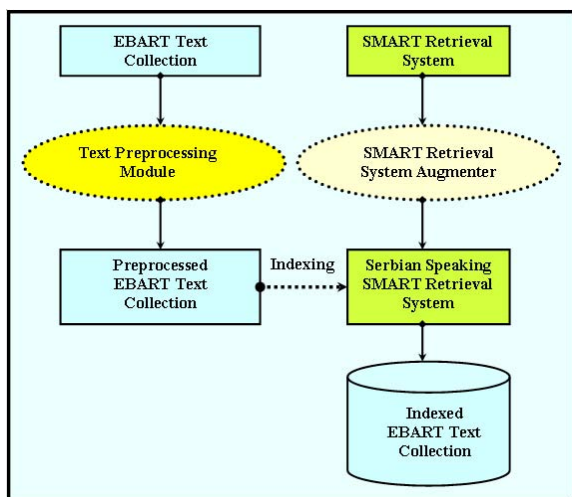 EBART Text
Collection
SMART Retrieval
System
Text Preprocessing
Module
SMART Retrieval
System Augmenter
Preprocessed
EBART Text
Collection
Indexing
Serbian Speaking
SMART Retrieval
System
Indexed
EBART Text
Collection